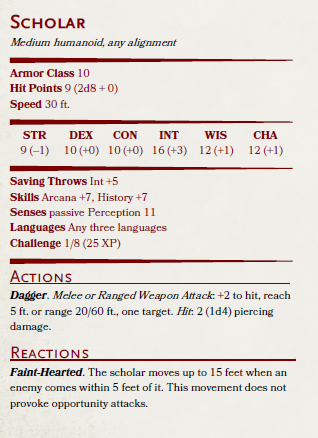 Scholar
Medium humanoid, any alignment
Armor Class 10
Hit Points 9 (2d8 + 0)
Speed 30 ft.
STR DEX CON INT WIS CHA
9 (–1) 10 (+0) 10 (+0) 16 (+3) 12 (+1) 12 (+1)
Saving Throws Int +5
Skills Arcana +7, History +7
Senses passive Perception 11
Languages Any three languages
Challenge 1/8 (25 XP)
Actions
Dagger. Melee or Ranged Weapon Attack: +2 to hit, reach
5 ft. or range 20/60 ft., one target. Hit: 2 (1d4) piercing
damage.
Reactions
Faint-Hearted. The scholar moves up to 15 feet when an
enemy comes within 5 feet of it. This movement does not
provoke opportunity attacks.